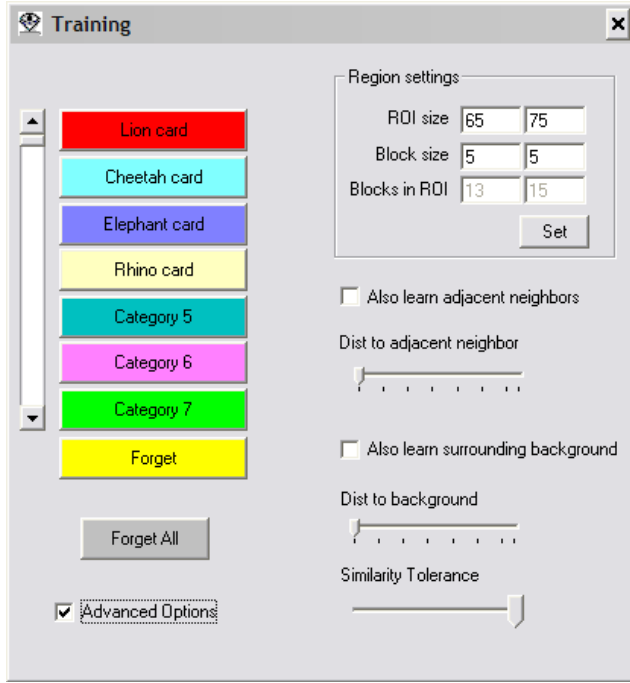 Training
Lion card
Cheetah card
Elephant card
Rhino card
Category 5
Category 6
Category 7
Forget
Forget All
Advanced Options
Region settings
ROI size 65 75
Block size 5 5
Blocks in ROI 13 15
Set
Also learn adjacent neighbors
Dist to adjacent neighbor
Also learn surrounding background
Dist to background
Similarity Tolerance